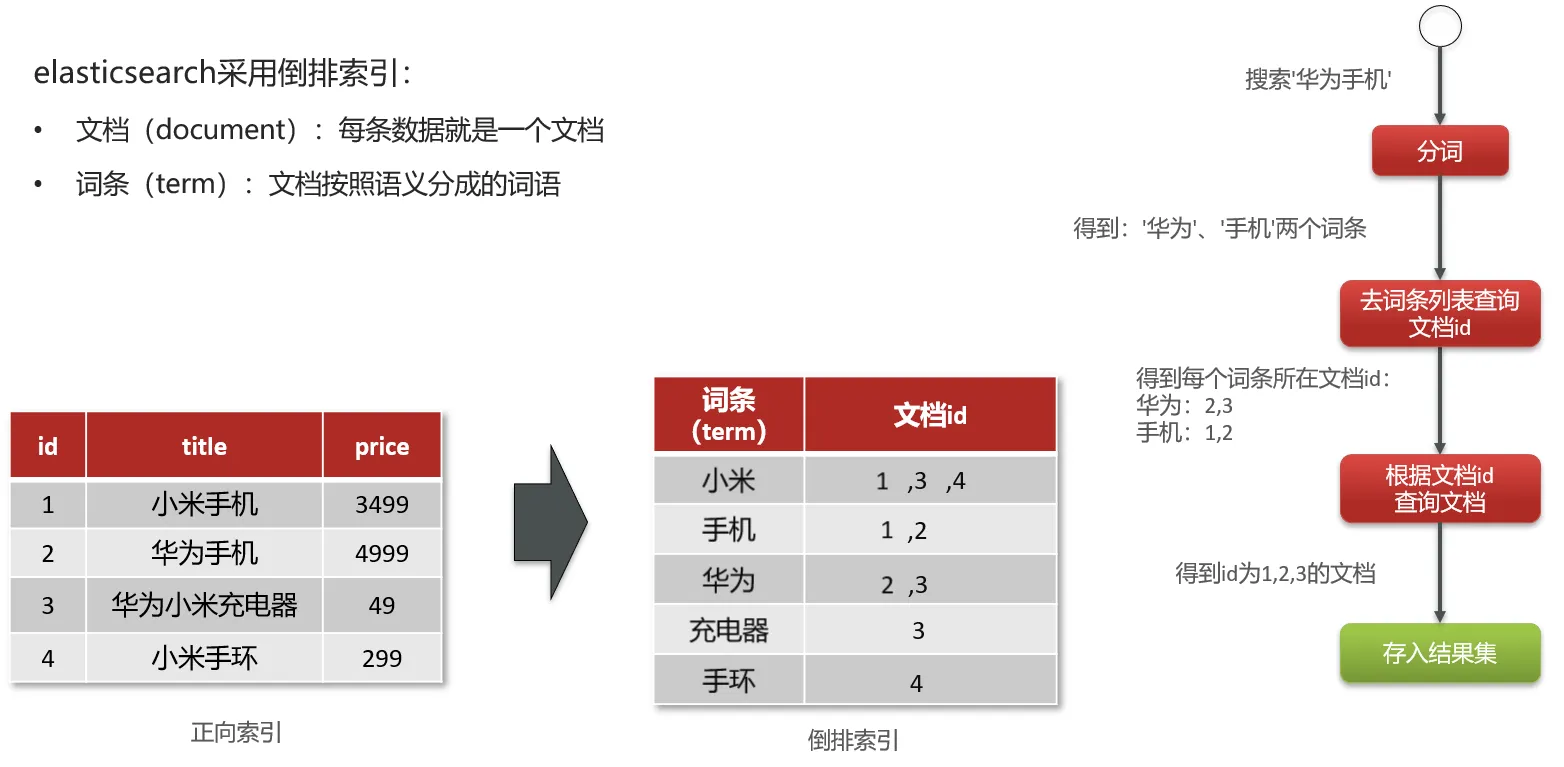 elasticsearch采用倒排索引：
• 文档（document）：每条数据就是一个文档
• 词条（term）：文档按照语义分成的词语
id title price
1 小米手机 3499
2 华为手机 4999
3 华为小米充电器 49
4 小米手环 299
正向索引
词条
（term） 文档id
小米 1 ,3 ,4
手机 1 ,2
华为 2 ,3
充电器 3
手环 4
倒排索引
搜索'华为手机'
分词
得到：'华为'、'手机'两个词条
去词条列表查询
文档id
得到每个词条所在文档id：
华为：2,3
手机：1,2
根据文档id
查询文档
得到id为1,2,3的文档
存入结果集